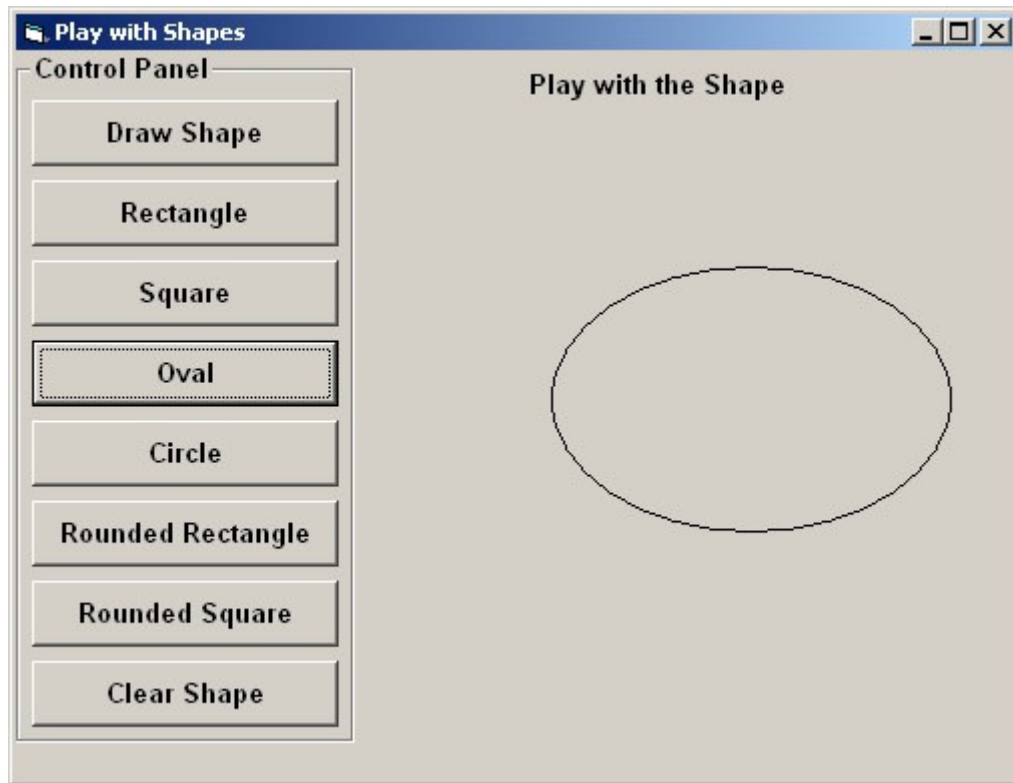 Play with Shapes
Control Panel
Draw Shape
Rectangle
Square
Oval
Circle
Rounded Rectangle
Rounded Square
Clear Shape
Play with the Shape